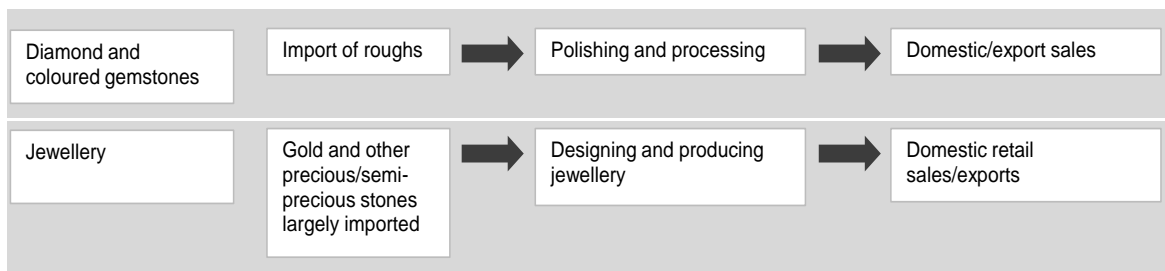 Diamond and
coloured gemstones
Import of roughs
Polishing and processing
Domestic/export sales
Jewellery
Gold and other
precious/semi-
precious stones
largely imported
Designing and producing
jewellery
Domestic retail
sales/exports